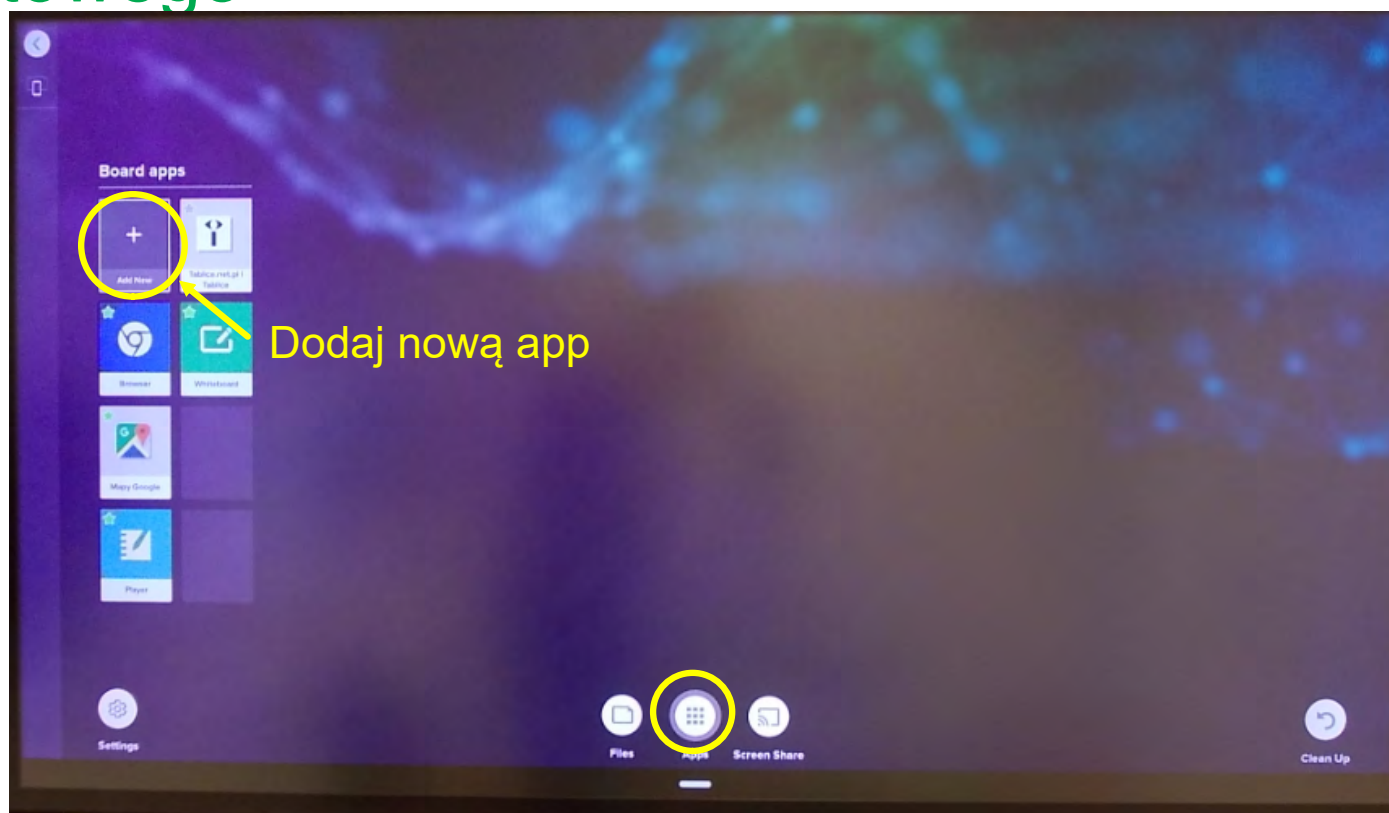 towego
Board apps
Add New
Tablica.net.pl |
Tablica
Dodaj nową app
Browser
Whiteboard
Mapy Google
Player
Settings
Files
Apps
Screen Share
Clean Up